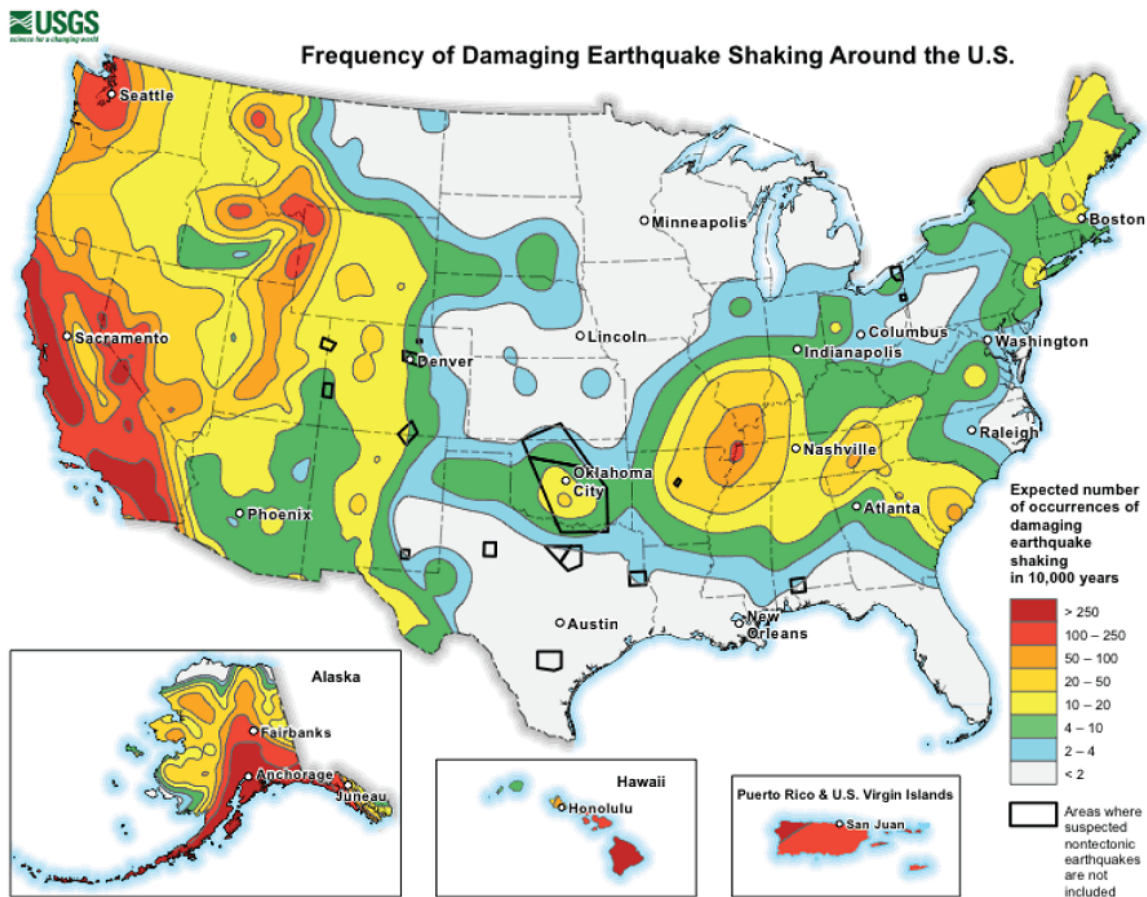 USGS
science for a changing world
Frequency of Damaging Earthquake Shaking Around the U.S.
Seattle
Minneapolis
Boston
Sacramento
Lincoln
Columbus
Washington
Denver
Indianapolis
Raleigh
Nashville
Oklahoma
City
Phoenix
Atlanta
Austin
New
Orleans
Expected number
of occurrences of
damaging
earthquake
shaking
in 10,000 years
> 250
100 – 250
50 – 100
20 – 50
10 – 20
4 – 10
2 – 4
< 2
Areas where
suspected
nontectonic
earthquakes
are not
included
Alaska
Fairbanks
Anchorage
Juneau
Hawaii
Honolulu
Puerto Rico & U.S. Virgin Islands
San Juan